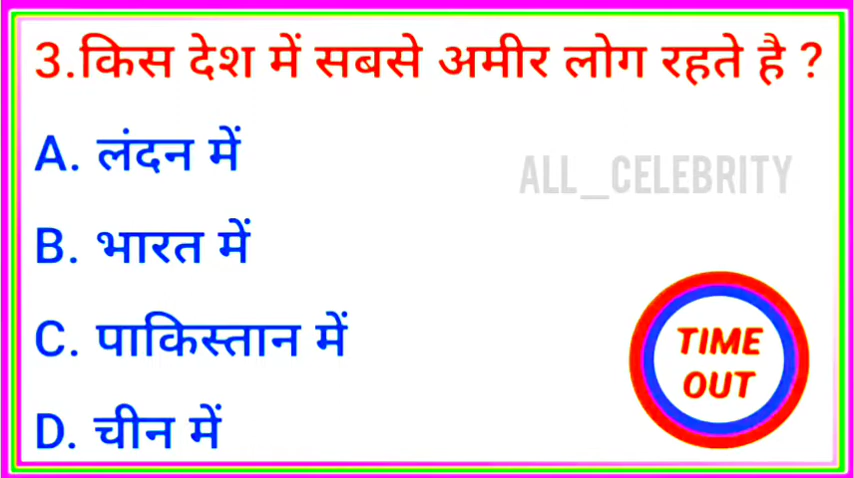 3.किस देश में सबसे अमीर लोग रहते है ?
A. लंदन में
ALL_CELEBRITY
B. भारत में
C. पाकिस्तान में
TIME
OUT
D. चीन में